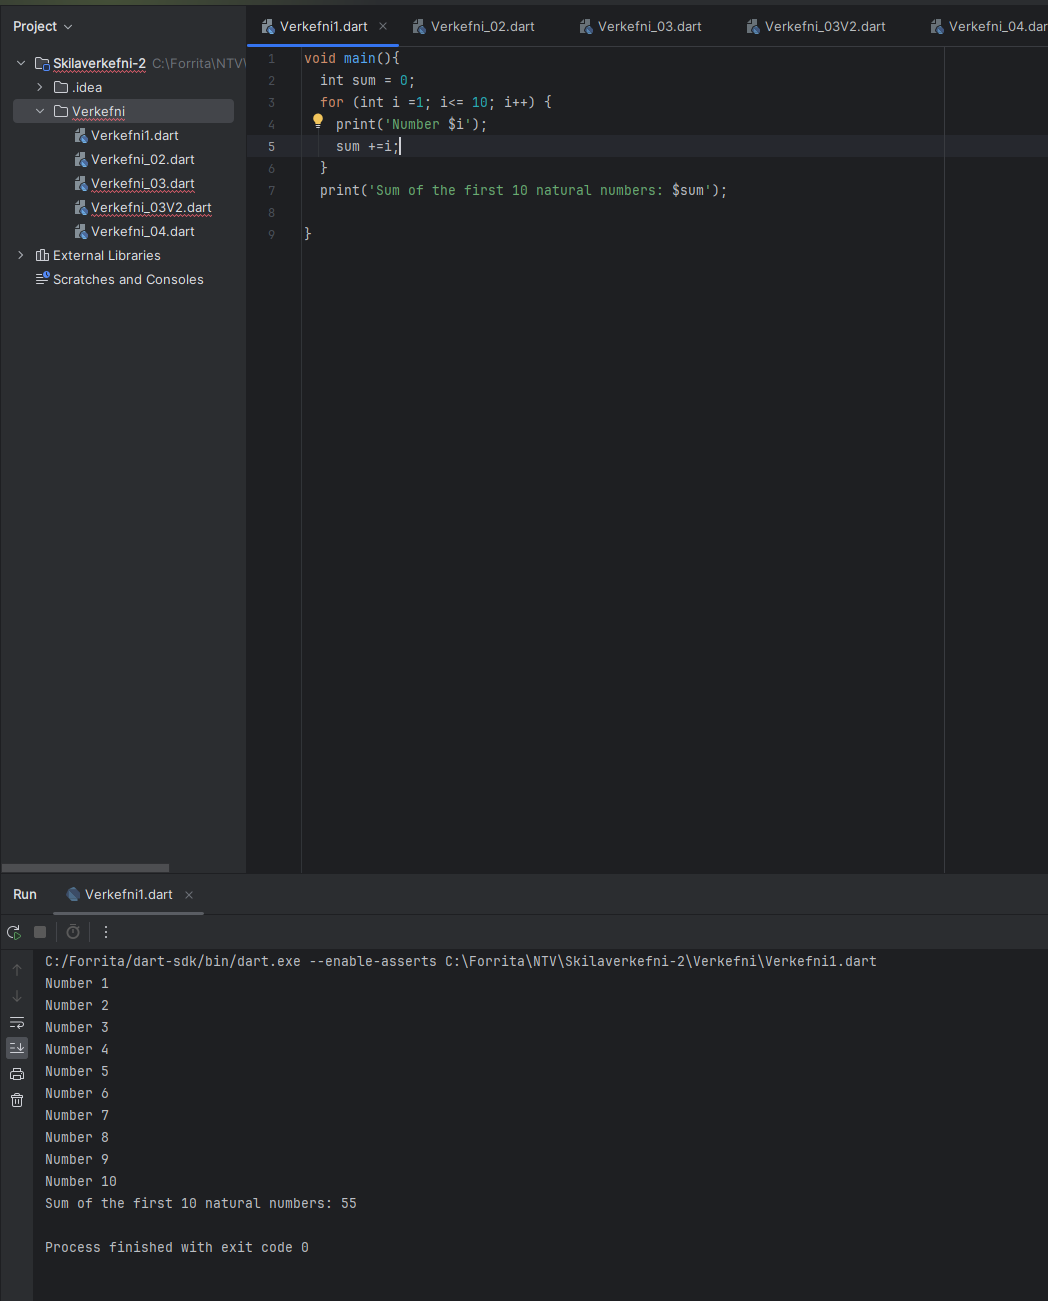 Project
Skilaverkefni-2 C:\Forrita\NTV\
.idea
Verkefni
Verkefni1.dart
Verkefni_02.dart
Verkefni_03.dart
Verkefni_03V2.dart
Verkefni_04.dart
External Libraries
Scratches and Consoles
Verkefni1.dart Verkefni_02.dart Verkefni_03.dart Verkefni_03V2.dart Verkefni_04.dar
1 void main(){
2 int sum = 0;
3 for (int i =1; i<= 10; i++) {
4 print('Number $i');
5 sum +=i;
6 }
7 print('Sum of the first 10 natural numbers: $sum');
8
9 }
Run Verkefni1.dart
C:/Forrita/dart-sdk/bin/dart.exe --enable-asserts C:\Forrita\NTV\Skilaverkefni-2\Verkefni\Verkefni1.dart
Number 1
Number 2
Number 3
Number 4
Number 5
Number 6
Number 7
Number 8
Number 9
Number 10
Sum of the first 10 natural numbers: 55
Process finished with exit code 0